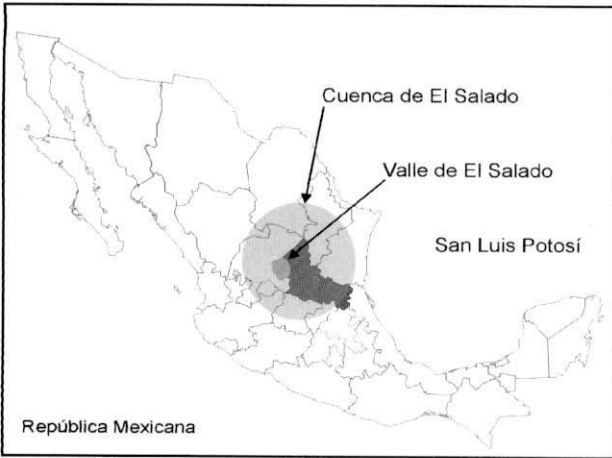 Cuenca de El Salado
Valle de El Salado
San Luis Potosí
República Mexicana